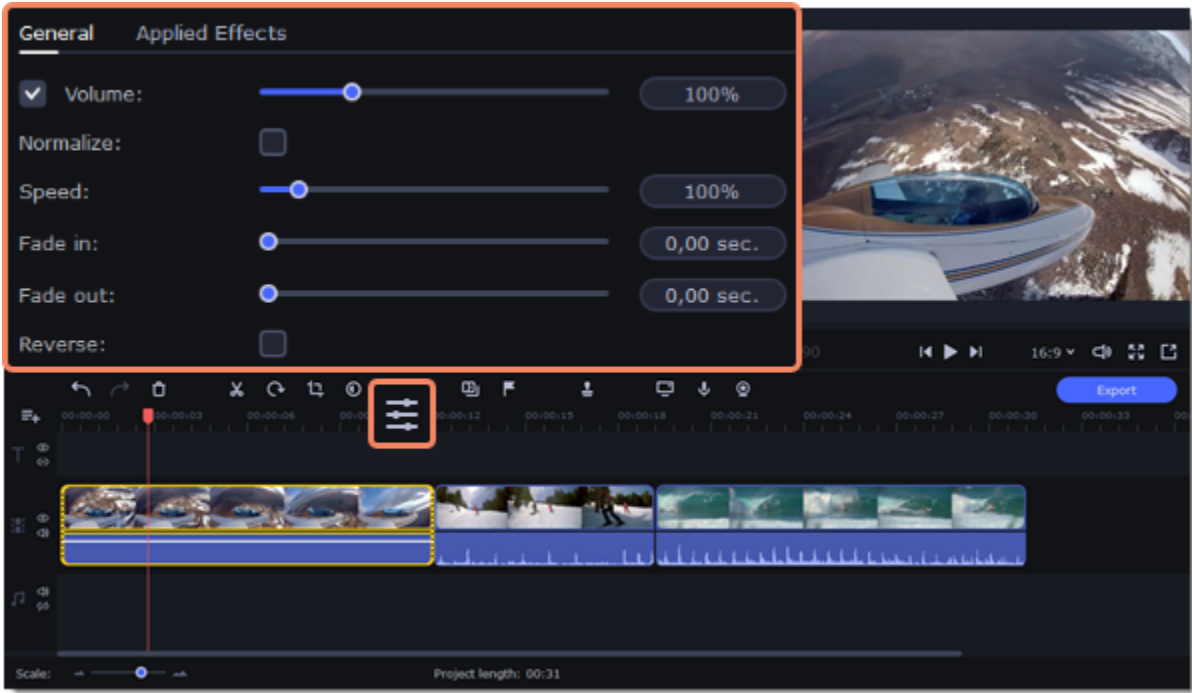 General Applied Effects
Volume: 100%
Normalize:
Speed: 100%
Fade in: 0,00 sec.
Fade out: 0,00 sec.
Reverse:
16:9
Export
00:00:00 00:00:03 00:00:06 00:00:12 00:00:15 00:00:18 00:00:21 00:00:24 00:00:27 00:00:30 00:00:33
Scale: Project length: 00:31